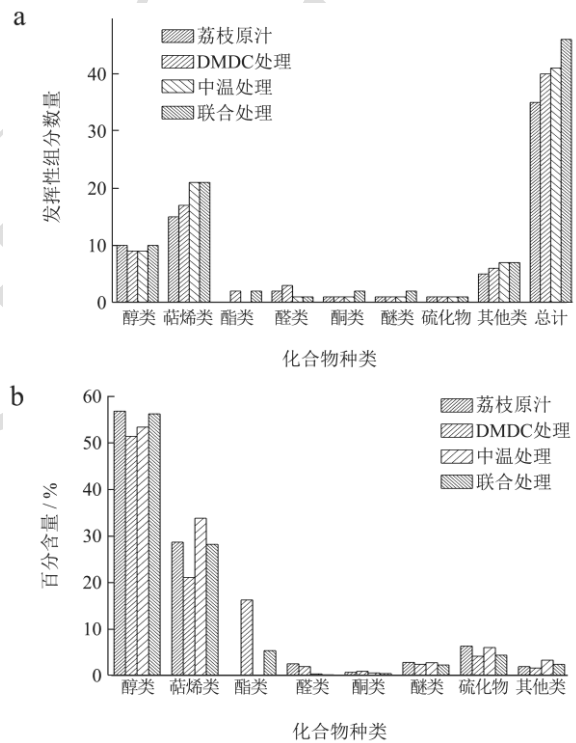 a
荔枝原汁
DMDC处理
中温处理
联合处理
发挥性组分数量
40
30
20
10
0
醇类 萜烯类 酯类 醛类 酮类 醚类 硫化物 其他类 总计
化合物种类
b
荔枝原汁
DMDC处理
中温处理
联合处理
百分含量 / %
60
50
40
30
20
10
0
醇类 萜烯类 酯类 醛类 酮类 醚类 硫化物 其他类
化合物种类